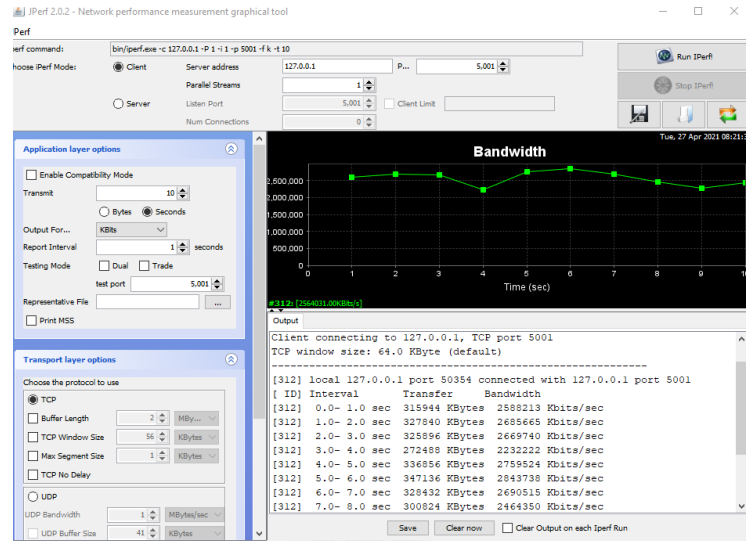 JPerf 2.0.2 - Network performance measurement graphical tool
Perf
erf command:
bin/iperf.exe -c 127.0.0.1 -P 1 -i 1 -p 5001 -f k -t 10
hoose iPerf Mode:
Client
Server address
127.0.0.1
P...
5,001
Parallel Streams
1
Server
Listen Port
5,001
Client Limit
Num Connections
0
Run IPerf!
Stop IPerf!
Application layer options
Enable Compatibility Mode
Transmit
10
Bytes
Seconds
Output For...
KBits
Report Interval
1
seconds
Testing Mode
Dual
Trade
test port
5,001
Representative File
...
Print MSS
Transport layer options
Choose the protocol to use
TCP
Buffer Length
2
MBy...
TCP Window Size
56
KBytes
Max Segment Size
1
KBytes
TCP No Delay
UDP
UDP Bandwidth
1
MBytes/sec
UDP Buffer Size
41
KBytes
Tue, 27 Apr 2021 08:21:3
Bandwidth
2,500,000
000,000
1,500,000
000,000
500,000
0
0 1 2 3 4 5 6 7 8 9 10
Time (sec)
#312: [2564031.00KBits/s]
Output
Client connecting to 127.0.0.1, TCP port 5001
TCP window size: 64.0 KByte (default)
------------------------------------------------------------
[312] local 127.0.0.1 port 50354 connected with 127.0.0.1 port 5001
[ ID] Interval Transfer Bandwidth
[312] 0.0- 1.0 sec 315944 KBytes 2588213 Kbits/sec
[312] 1.0- 2.0 sec 327840 KBytes 2685665 Kbits/sec
[312] 2.0- 3.0 sec 325896 KBytes 2669740 Kbits/sec
[312] 3.0- 4.0 sec 272488 KBytes 2232222 Kbits/sec
[312] 4.0- 5.0 sec 336856 KBytes 2759524 Kbits/sec
[312] 5.0- 6.0 sec 347136 KBytes 2843738 Kbits/sec
[312] 6.0- 7.0 sec 328432 KBytes 2690515 Kbits/sec
[312] 7.0- 8.0 sec 300824 KBytes 2464350 Kbits/sec
Save
Clear now
Clear Output on each Iperf Run